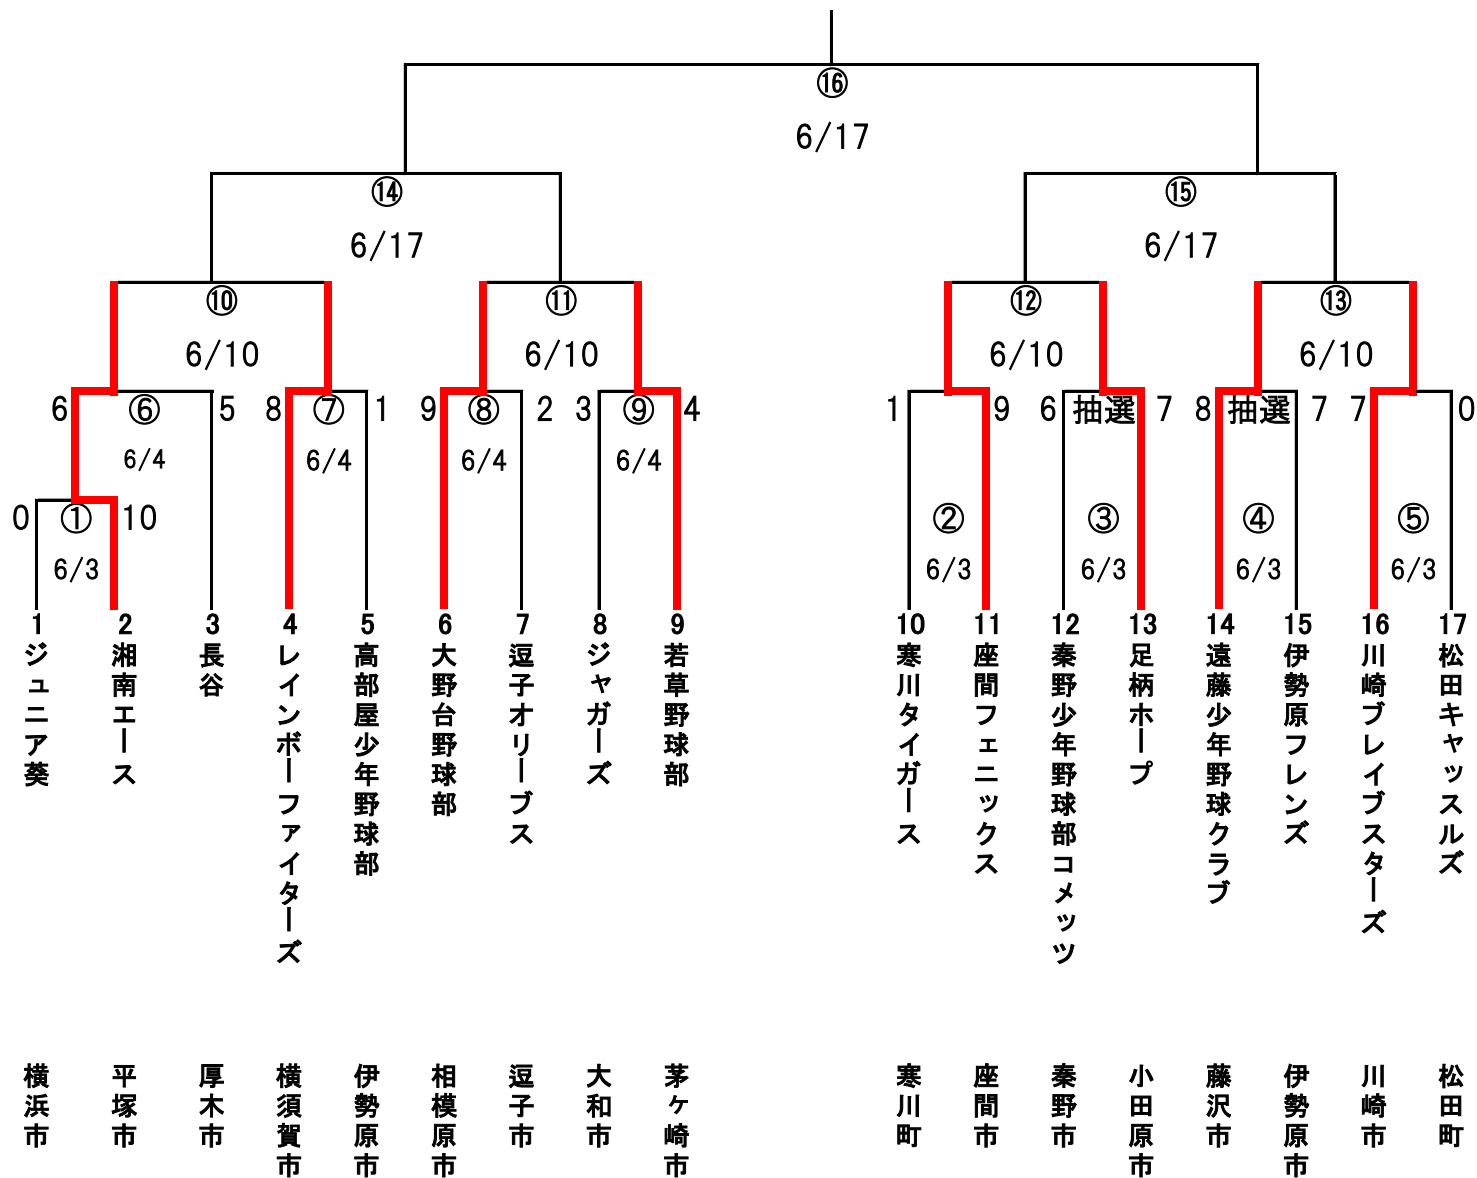 ⑯
6/17
⑭ ⑮
6/17 6/17
⑩ ⑪ ⑫ ⑬
6/10 6/10 6/10 6/10
6 ⑥ 5 8 ⑦ 1 9 ⑧ 2 3 ⑨ 4 1 9 6 抽選 7 8 抽選 7 7 0
6/4 6/4 6/4 6/4
0 ① 10 ② ③ ④ ⑤
6/3 6/3 6/3 6/3 6/3
1 2 3 4 5 6 7 8 9 10 11 12 13 14 15 16 17
ジュニア葵
湘南エース
長谷
レインボーファイターズ
高部屋少年野球部
大野台野球部
逗子オリーブス
ジャガーズ
若草野球部
寒川タイガース
座間フェニックス
秦野少年野球部コメッツ
足柄ホープ
遠藤少年野球クラブ
伊勢原フレンズ
川崎ブレイブスターズ
松田キャッスルズ
横浜市
平塚市
厚木市
横須賀市
伊勢原市
相模原市
逗子市
大和市
茅ヶ崎市
寒川町
座間市
秦野市
小田原市
藤沢市
伊勢原市
川崎市
松田町